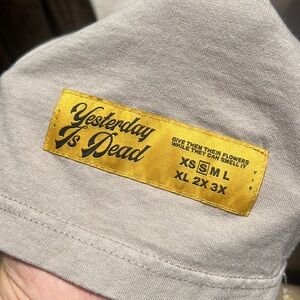 Yesterday
Is Dead
GIVE THEM THEIR FLOWERS
WHILE THEY CAN SMELL IT
XS S M L
XL 2X 3X